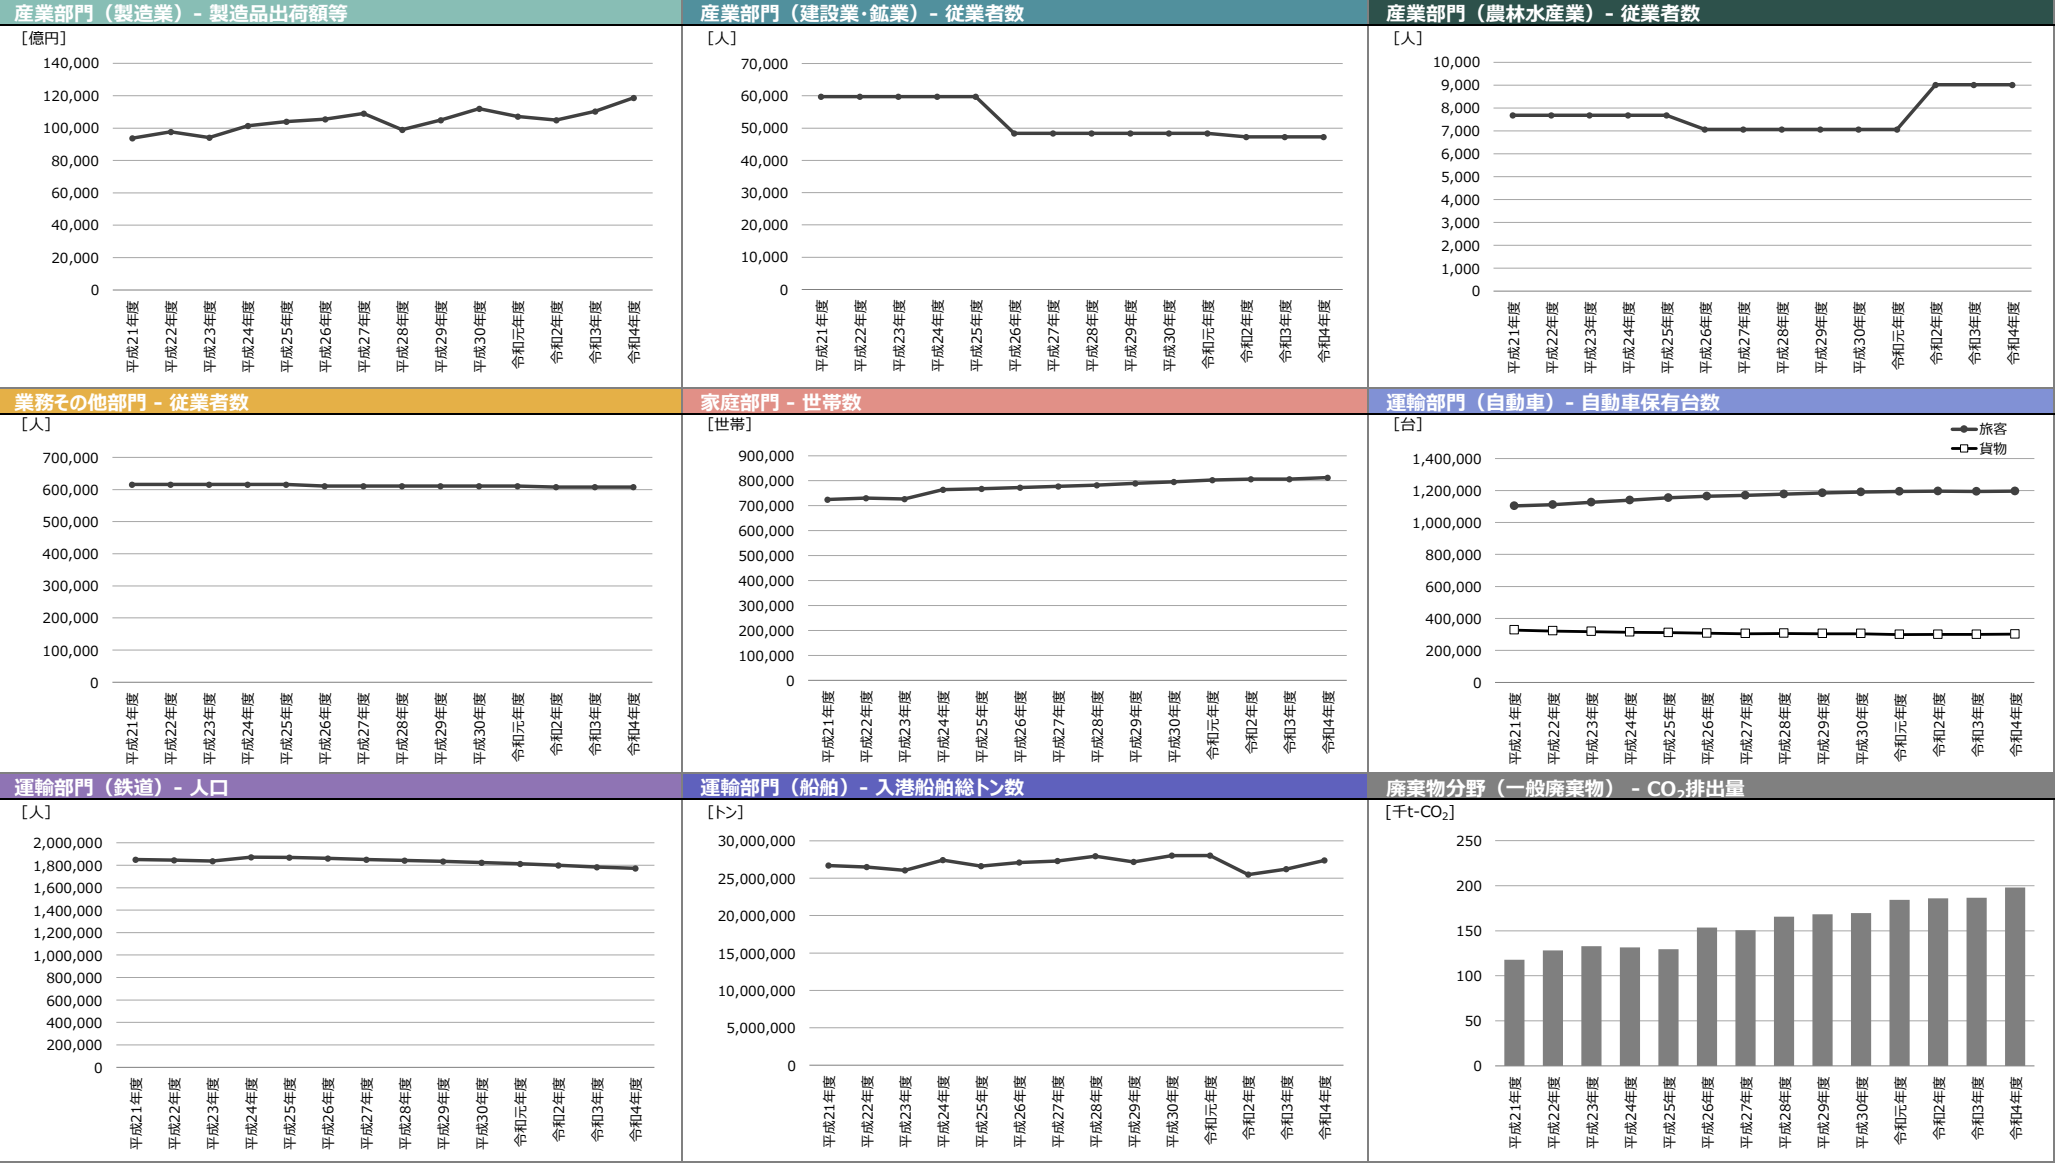 産業部門（製造業）- 製造品出荷額等
[億円]
140,000
120,000
100,000
80,000
60,000
40,000
20,000
0
平成21年度
平成22年度
平成23年度
平成24年度
平成25年度
平成26年度
平成27年度
平成28年度
平成29年度
平成30年度
令和元年度
令和2年度
令和3年度
令和4年度
産業部門（建設業･鉱業）- 従業者数
[人]
70,000
60,000
50,000
40,000
30,000
20,000
10,000
0
平成21年度
平成22年度
平成23年度
平成24年度
平成25年度
平成26年度
平成27年度
平成28年度
平成29年度
平成30年度
令和元年度
令和2年度
令和3年度
令和4年度
産業部門（農林水産業）- 従業者数
[人]
10,000
9,000
8,000
7,000
6,000
5,000
4,000
3,000
2,000
1,000
0
平成21年度
平成22年度
平成23年度
平成24年度
平成25年度
平成26年度
平成27年度
平成28年度
平成29年度
平成30年度
令和元年度
令和2年度
令和3年度
令和4年度
業務その他部門 - 従業者数
[人]
700,000
600,000
500,000
400,000
300,000
200,000
100,000
0
平成21年度
平成22年度
平成23年度
平成24年度
平成25年度
平成26年度
平成27年度
平成28年度
平成29年度
平成30年度
令和元年度
令和2年度
令和3年度
令和4年度
家庭部門 - 世帯数
[世帯]
900,000
800,000
700,000
600,000
500,000
400,000
300,000
200,000
100,000
0
平成21年度
平成22年度
平成23年度
平成24年度
平成25年度
平成26年度
平成27年度
平成28年度
平成29年度
平成30年度
令和元年度
令和2年度
令和3年度
令和4年度
運輸部門（自動車）- 自動車保有台数
[台]
旅客
貨物
1,400,000
1,200,000
1,000,000
800,000
600,000
400,000
200,000
0
平成21年度
平成22年度
平成23年度
平成24年度
平成25年度
平成26年度
平成27年度
平成28年度
平成29年度
平成30年度
令和元年度
令和2年度
令和3年度
令和4年度
運輸部門（鉄道）- 人口
[人]
2,000,000
1,800,000
1,600,000
1,400,000
1,200,000
1,000,000
800,000
600,000
400,000
200,000
0
平成21年度
平成22年度
平成23年度
平成24年度
平成25年度
平成26年度
平成27年度
平成28年度
平成29年度
平成30年度
令和元年度
令和2年度
令和3年度
令和4年度
運輸部門（船舶）- 入港船舶総トン数
[トン]
30,000,000
25,000,000
20,000,000
15,000,000
10,000,000
5,000,000
0
平成21年度
平成22年度
平成23年度
平成24年度
平成25年度
平成26年度
平成27年度
平成28年度
平成29年度
平成30年度
令和元年度
令和2年度
令和3年度
令和4年度
廃棄物分野（一般廃棄物） - CO₂排出量
[千t-CO₂]
250
200
150
100
50
0
平成21年度
平成22年度
平成23年度
平成24年度
平成25年度
平成26年度
平成27年度
平成28年度
平成29年度
平成30年度
令和元年度
令和2年度
令和3年度
令和4年度